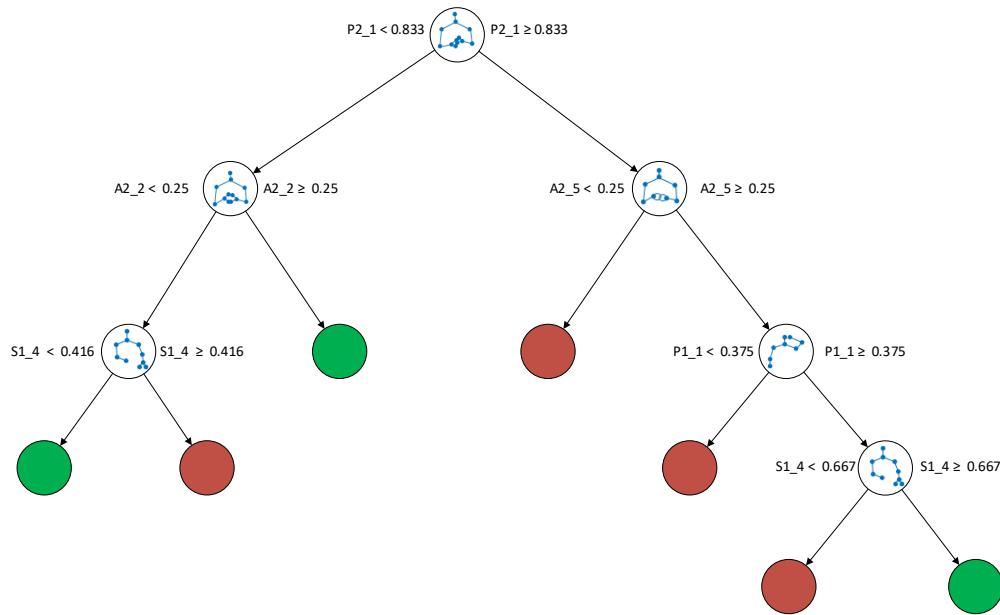 P2_1 < 0.833
P2_1 ≥ 0.833
A2_2 < 0.25
A2_2 ≥ 0.25
A2_5 < 0.25
A2_5 ≥ 0.25
S1_4 < 0.416
S1_4 ≥ 0.416
P1_1 < 0.375
P1_1 ≥ 0.375
S1_4 < 0.667
S1_4 ≥ 0.667